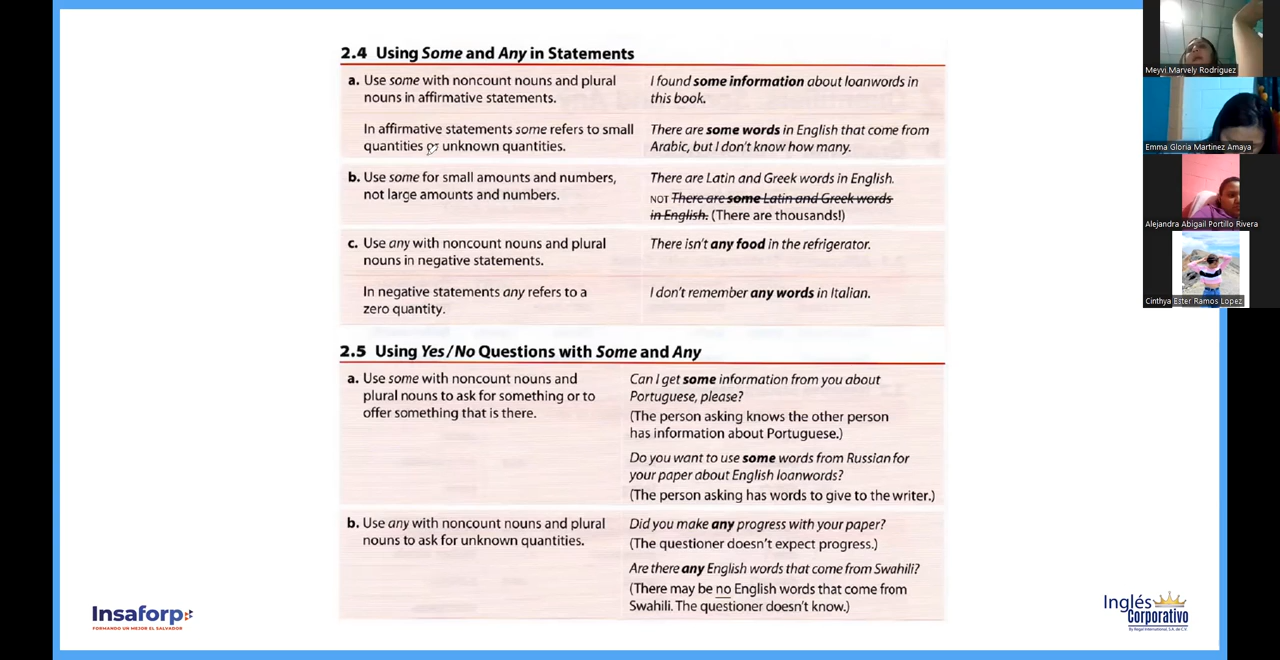 2.4 Using Some and Any in Statements
a. Use some with noncount nouns and plural
nouns in affirmative statements.
I found some information about loanwords in
this book.
In affirmative statements some refers to small
quantities or unknown quantities.
There are some words in English that come from
Arabic, but I don't know how many.
b. Use some for small amounts and numbers,
not large amounts and numbers.
There are Latin and Greek words in English.
NOT There are some Latin and Greek words
in English. (There are thousands!)
c. Use any with noncount nouns and plural
nouns in negative statements.
There isn't any food in the refrigerator.
In negative statements any refers to a
zero quantity.
I don't remember any words in Italian.
2.5 Using Yes/No Questions with Some and Any
a. Use some with noncount nouns and
plural nouns to ask for something or to
offer something that is there.
Can I get some information from you about
Portuguese, please?
(The person asking knows the other person
has information about Portuguese.)
Do you want to use some words from Russian for
your paper about English loanwords?
(The person asking has words to give to the writer.)
b. Use any with noncount nouns and plural
nouns to ask for unknown quantities.
Did you make any progress with your paper?
(The questioner doesn't expect progress.)
Are there any English words that come from Swahili?
(There may be no English words that come from
Swahili. The questioner doesn't know.)
Insaforp
FORMANDO UN MEJOR EL SALVADOR
Inglés
Corporativo
By Regal International, S.A. de C.V.
Meyvi Marvely Rodriguez
Emma Gloria Martinez Amaya
Alejandra Abigail Portillo Rivera
Cinthya Ester Ramos Lopez